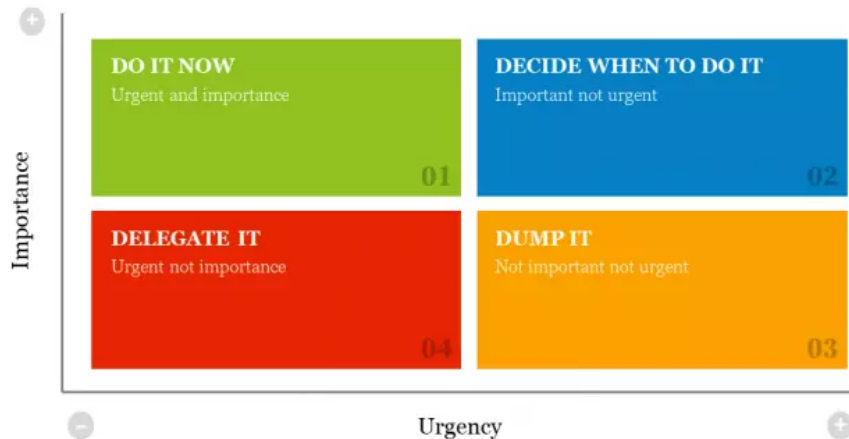 +
DO IT NOW
Urgent and importance
01
DECIDE WHEN TO DO IT
Important not urgent
02
Importance
DELEGATE IT
Urgent not importance
04
DUMP IT
Not important not urgent
03
−
Urgency
+